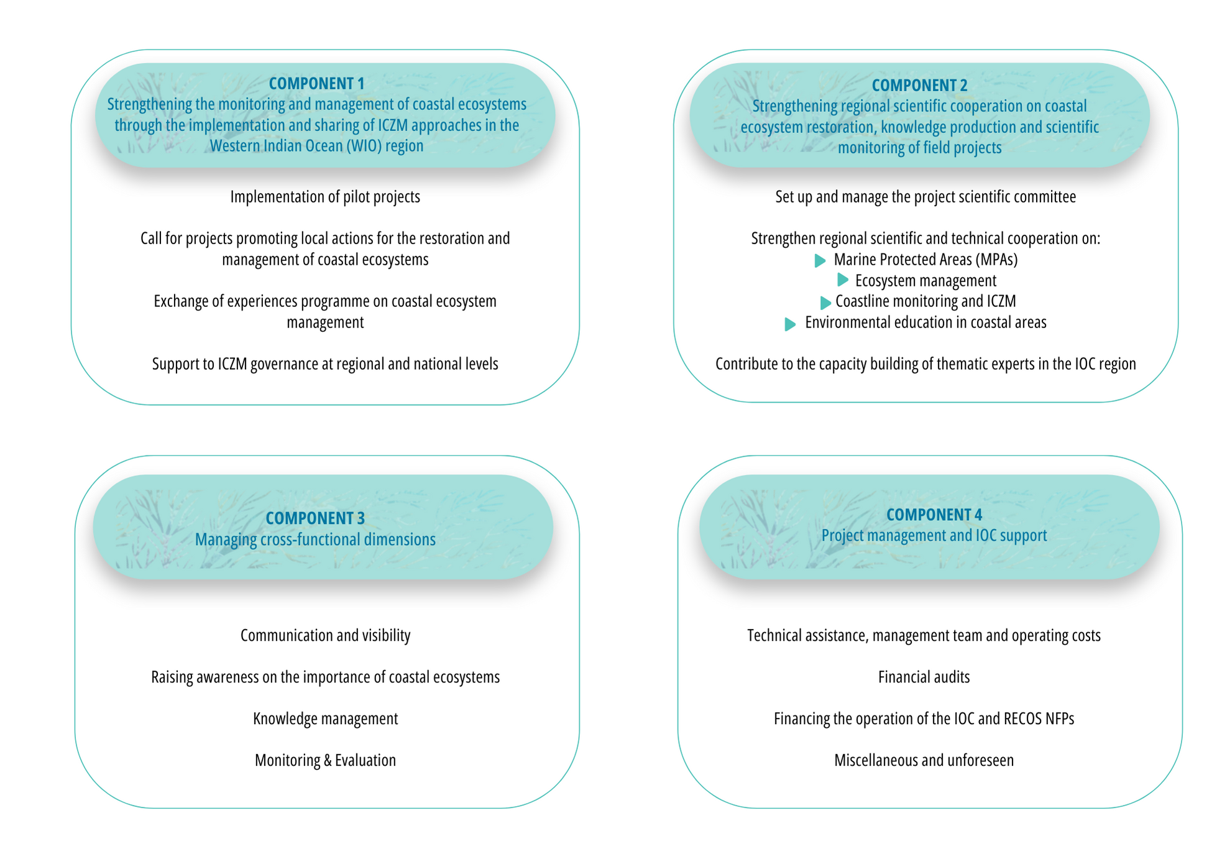 COMPONENT 1
Strengthening the monitoring and management of coastal ecosystems
through the implementation and sharing of ICZM approaches in the
Western Indian Ocean (WIO) region
Implementation of pilot projects
Call for projects promoting local actions for the restoration and
management of coastal ecosystems
Exchange of experiences programme on coastal ecosystem
management
Support to ICZM governance at regional and national levels
COMPONENT 2
Strengthening regional scientific cooperation on coastal
ecosystem restoration, knowledge production and scientific
monitoring of field projects
Set up and manage the project scientific committee
Strengthen regional scientific and technical cooperation on:
Marine Protected Areas (MPAs)
Ecosystem management
Coastline monitoring and ICZM
Environmental education in coastal areas
Contribute to the capacity building of thematic experts in the IOC region
COMPONENT 3
Managing cross-functional dimensions
Communication and visibility
Raising awareness on the importance of coastal ecosystems
Knowledge management
Monitoring & Evaluation
COMPONENT 4
Project management and IOC support
Technical assistance, management team and operating costs
Financial audits
Financing the operation of the IOC and RECOS NFPs
Miscellaneous and unforeseen